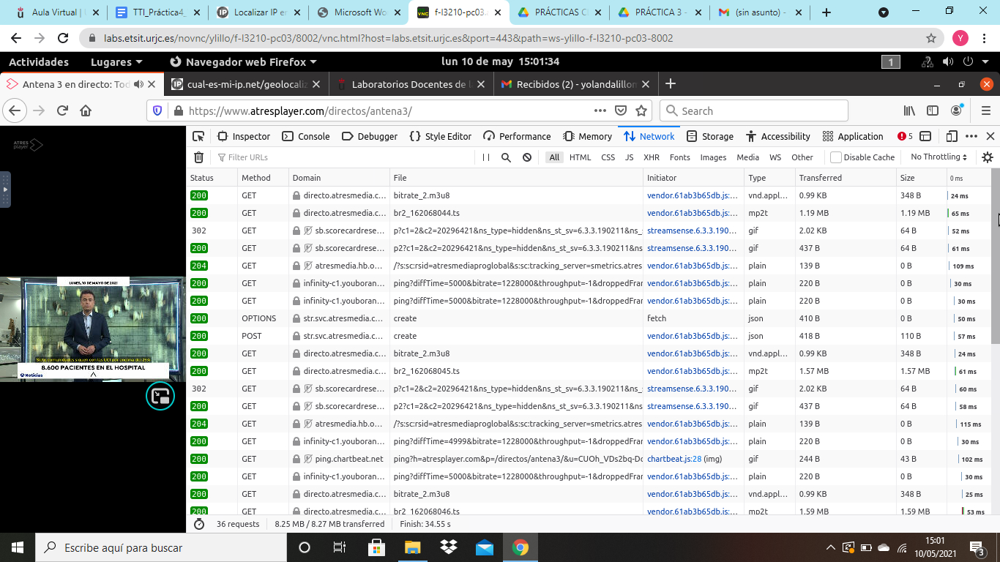 Aula Virtual | U
TTI_Práctica4_
Localizar IP en
Microsoft Wo
f-l3210-pc03-
PRÁCTICAS C
PRÁCTICA 3 -
(sin asunto) -
labs.etsit.urjc.es/novnc/ylillo/f-l3210-pc03/8002/vnc.html?host=labs.etsit.urjc.es&port=443&path=ws-ylillo-f-l3210-pc03-8002
Y
Actividades Lugares Navegador web Firefox lun 10 de may 15:01:34 1
Antena 3 en directo: Tod
cual-es-mi-ip.net/geolocaliz
Laboratorios Docentes de l
Recibidos (2) - yolandalillom
https://www.atresplayer.com/directos/antena3/
Search
ATRES player
Inspector Console Debugger Style Editor Performance Memory Network Storage Accessibility Application 5
Filter URLs All HTML CSS JS XHR Fonts Images Media WS Other Disable Cache No Throttling
Status Method Domain File Initiator Type Transferred Size 0 ms
200 GET directo.atresmedia.c… bitrate_2.m3u8 vendor.61ab3b65db.js:… vnd.appl… 0.99 KB 348 B 24 ms
200 GET directo.atresmedia.c… br2_162068044.ts vendor.61ab3b65db.js:… mp2t 1.19 MB 1.19 MB 65 ms
302 GET sb.scorecardrese… p?c1=2&c2=20296421&ns_type=hidden&ns_st_sv=6.3.3.190211&ns_ streamsense.6.3.3.190… gif 2.02 KB 64 B 52 ms
200 GET sb.scorecardrese… p2?c1=2&c2=20296421&ns_type=hidden&ns_st_sv=6.3.3.190211&ns streamsense.6.3.3.190… gif 437 B 64 B 61 ms
204 GET atresmedia.hb.o… /?s:sc:rsid=atresmediaproglobal&s:sc:tracking_server=smetrics.atres vendor.61ab3b65db.js:… plain 139 B 0 B 109 ms
200 GET infinity-c1.youboran… ping?diffTime=5000&bitrate=1228000&throughput=-1&droppedFran vendor.61ab3b65db.js:… plain 220 B 0 B 30 ms
200 GET infinity-c1.youboran… ping?diffTime=5000&bitrate=1228000&throughput=-1&droppedFran vendor.61ab3b65db.js:… plain 220 B 0 B 30 ms
200 OPTIONS str.svc.atresmedia.c… create fetch json 410 B 0 B 50 ms
200 POST str.svc.atresmedia.c… create vendor.61ab3b65db.js:… json 418 B 110 B 57 ms
200 GET directo.atresmedia.c… bitrate_2.m3u8 vendor.61ab3b65db.js:… vnd.appl… 0.99 KB 348 B 24 ms
200 GET directo.atresmedia.c… br2_162068045.ts vendor.61ab3b65db.js:… mp2t 1.57 MB 1.57 MB 61 ms
302 GET sb.scorecardrese… p?c1=2&c2=20296421&ns_type=hidden&ns_st_sv=6.3.3.190211&ns_ streamsense.6.3.3.190… gif 2.02 KB 64 B 60 ms
200 GET sb.scorecardrese… p2?c1=2&c2=20296421&ns_type=hidden&ns_st_sv=6.3.3.190211&ns streamsense.6.3.3.190… gif 437 B 64 B 58 ms
204 GET atresmedia.hb.o… /?s:sc:rsid=atresmediaproglobal&s:sc:tracking_server=smetrics.atres vendor.61ab3b65db.js:… plain 139 B 0 B 115 ms
200 GET infinity-c1.youboran… ping?diffTime=4999&bitrate=1228000&throughput=-1&droppedFran vendor.61ab3b65db.js:… plain 220 B 0 B 30 ms
200 GET ping.chartbeat.net ping?h=atresplayer.com&p=/directos/antena3/&u=CUOh_VDs2bq-Dc chartbeat.js:28 (img) gif 244 B 43 B 102 ms
200 GET infinity-c1.youboran… ping?diffTime=5000&bitrate=1228000&throughput=-1&droppedFran vendor.61ab3b65db.js:… plain 220 B 0 B 30 ms
200 GET directo.atresmedia.c… bitrate_2.m3u8 vendor.61ab3b65db.js:… vnd.appl… 0.99 KB 348 B 25 ms
200 GET directo.atresmedia.c… br2_162068046.ts vendor.61ab3b65db.js:… mp2t 1.59 MB 1.59 MB 53 ms
LUNES, 10 DE MAYO DE 2021
Siete comunidades siguen con las UCI por encima del 25%
8.600 PACIENTES EN EL HOSPITAL
Noticias
36 requests 8.25 MB / 8.27 MB transferred Finish: 34.55 s
Escribe aquí para buscar
15:01
10/05/2021
3